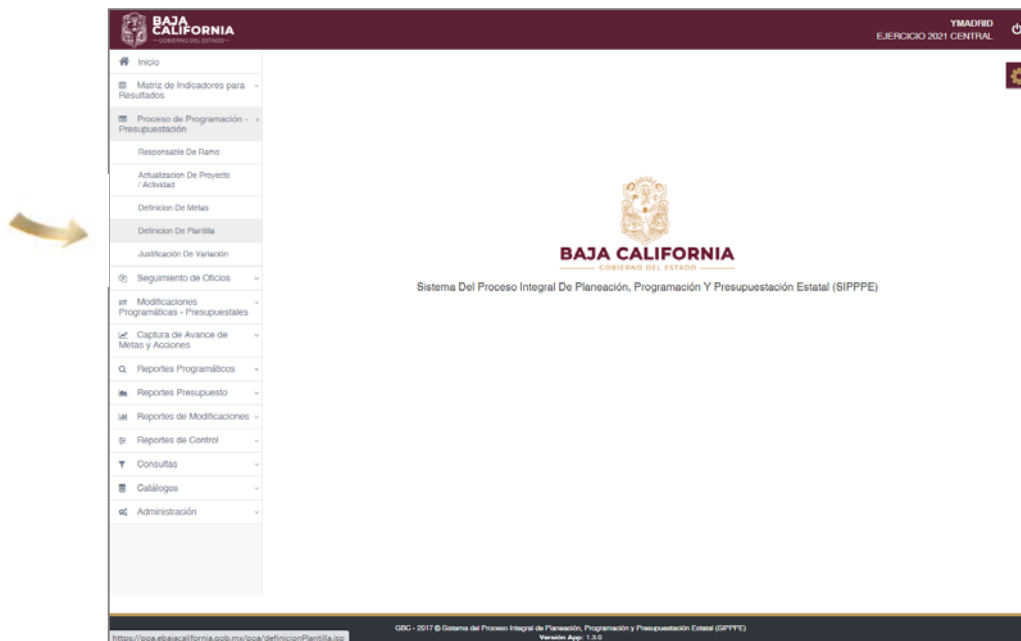 BAJA
CALIFORNIA
GOBIERNO DEL ESTADO
YMADRID
EJERCICIO 2021 CENTRAL
Inicio
Matriz de Indicadores para
Resultados
Proceso de Programación -
Presupuestación
Responsable De Ramo
Actualizacion De Proyecto
/ Actividad
Definicion De Metas
Definicion De Plantilla
Justificación De Variación
Seguimiento de Oficios
Modificaciones
Programáticas - Presupuestales
Captura de Avance de
Metas y Acciones
Reportes Programáticos
Reportes Presupuesto
Reportes de Modificaciones
Reportes de Control
Consultas
Catálogos
Administración
BAJA CALIFORNIA
GOBIERNO DEL ESTADO
Sistema Del Proceso Integral De Planeación, Programación Y Presupuestación Estatal (SIPPPE)
GBC - 2017 © Sistema del Proceso Integral de Planeación, Programación y Presupuestación Estatal (SIPPPE)
Versión App: 1.3.0
https://poa.ebajacalifornia.gob.mx/poa/definicionPlantilla.jsp